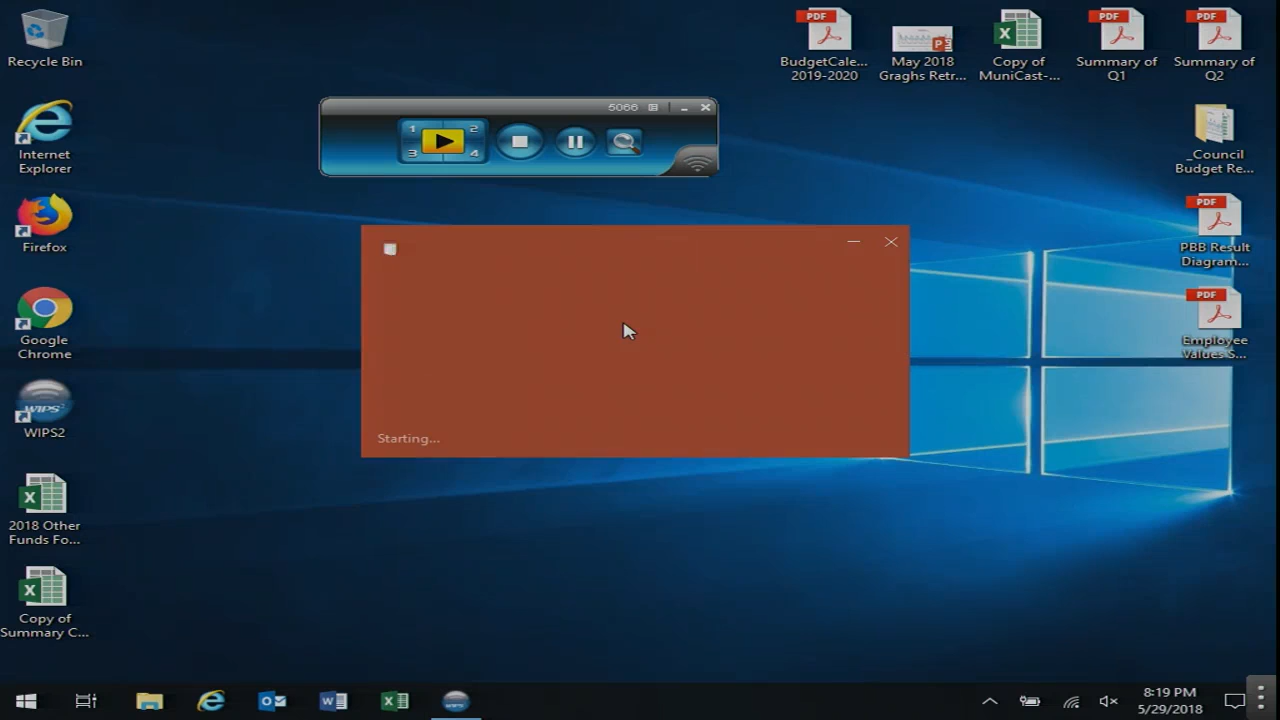 Recycle Bin
Internet
Explorer
Firefox
Google
Chrome
WIPS²
WIPS2
2018 Other
Funds Fo...
Copy of
Summary C...
5066
1
2
3
4
Starting...
PDF
BudgetCale...
2019-2020
May 2018
Graghs Retr...
Copy of
MuniCast-...
PDF
Summary of
Q1
PDF
Summary of
Q2
_Council
Budget Re...
PDF
PBB Result
Diagram...
PDF
Employee
Values S...
8:19 PM
5/29/2018